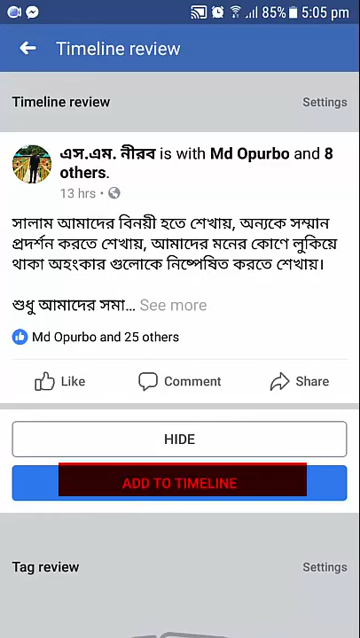 85% 5:05 pm
Timeline review
Timeline review Settings
এস.এম. নীরব is with Md Opurbo and 8
others.
13 hrs •
সালাম আমাদের বিনয়ী হতে শেখায়, অন্যকে সম্মান
প্রদর্শন করতে শেখায়, আমাদের মনের কোণে লুকিয়ে
থাকা অহংকার গুলোকে নিষ্পেষিত করতে শেখায়।
শুধু আমাদের সমা... See more
Md Opurbo and 25 others
Like Comment Share
HIDE
ADD TO TIMELINE
Tag review Settings